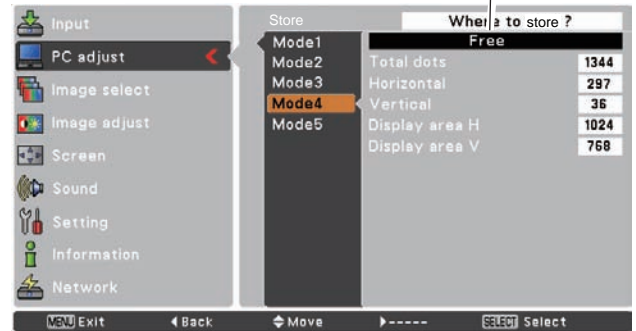 Input
PC adjust
Image select
Image adjust
Screen
Sound
Setting
Information
Network
Store
Mode1
Mode2
Mode3
Mode4
Mode5
Where to store ?
Free
Total dots 1344
Horizontal 297
Vertical 36
Display area H 1024
Display area V 768
MENU Exit Back Move ----- SELECT Select